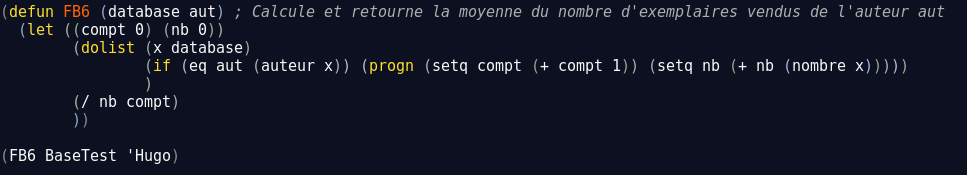 (defun FB6 (database aut) ; Calcule et retourne la moyenne du nombre d'exemplaires vendus de l'auteur aut
  (let ((compt 0) (nb 0))
        (dolist (x database)
                (if (eq aut (auteur x)) (progn (setq compt (+ compt 1)) (setq nb (+ nb (nombre x)))))
                )
        (/ nb compt)
        ))
(FB6 BaseTest 'Hugo)